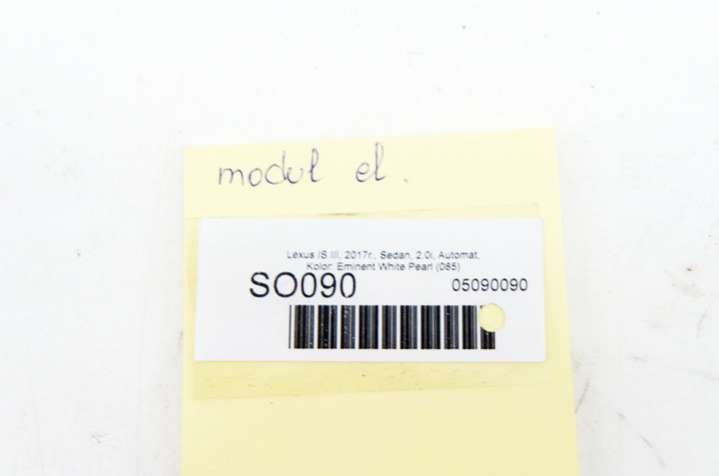 modul el.
Lexus IS III, 2017r., Sedan, 2.0i, Automat,
Kolor: Eminent White Pearl (085)
SO090 05090090